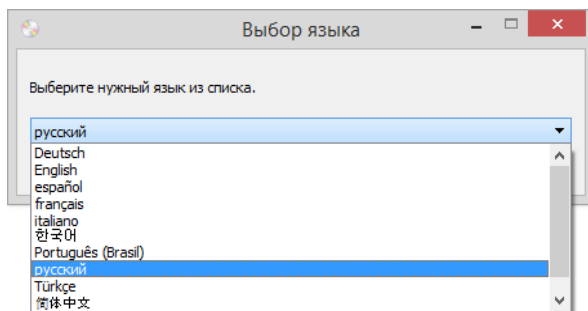 Выбор языка
Выберите нужный язык из списка.
русский
Deutsch
English
español
français
italiano
한국어
Português (Brasil)
русский
Türkçe
简体中文